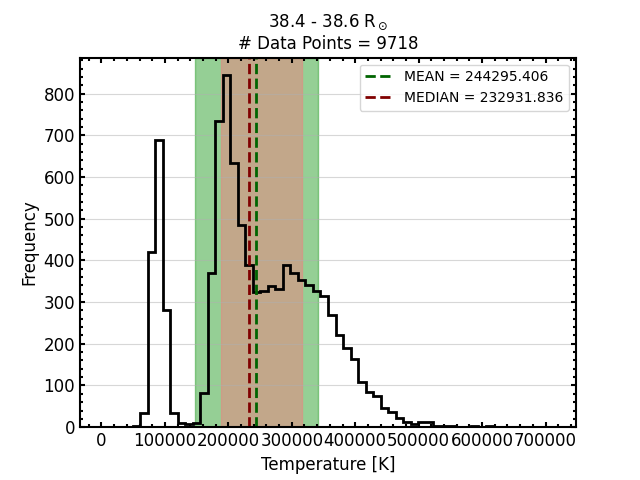 38.4 - 38.6 R⊙
# Data Points = 9718
MEAN = 244295.406
MEDIAN = 232931.836
Frequency
800
700
600
500
400
300
200
100
0
0 100000 200000 300000 400000 500000 600000 700000
Temperature [K]